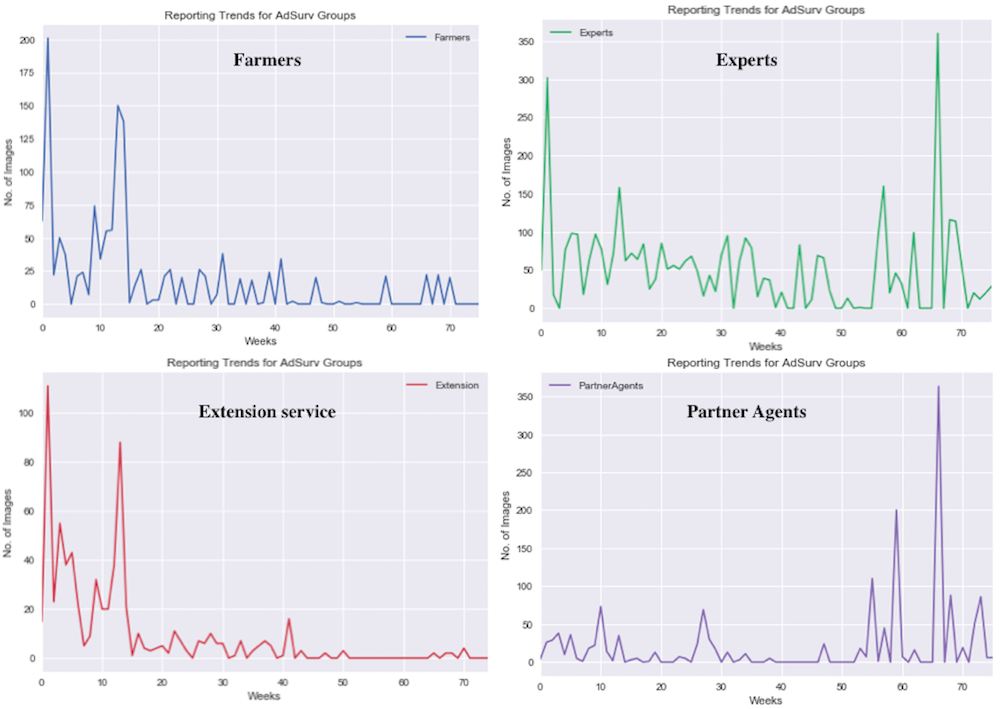 Reporting Trends for AdSurv Groups
Farmers
Farmers
200
175
150
125
100
75
50
25
0
No. of Images
0 10 20 30 40 50 60 70
Weeks
Reporting Trends for AdSurv Groups
Experts
Experts
350
300
250
200
150
100
50
0
No. of Images
0 10 20 30 40 50 60 70
Weeks
Reporting Trends for AdSurv Groups
Extension
Extension service
100
80
60
40
20
0
No. of Images
0 10 20 30 40 50 60 70
Weeks
Reporting Trends for AdSurv Groups
PartnerAgents
Partner Agents
350
300
250
200
150
100
50
0
No. of Images
0 10 20 30 40 50 60 70
Weeks